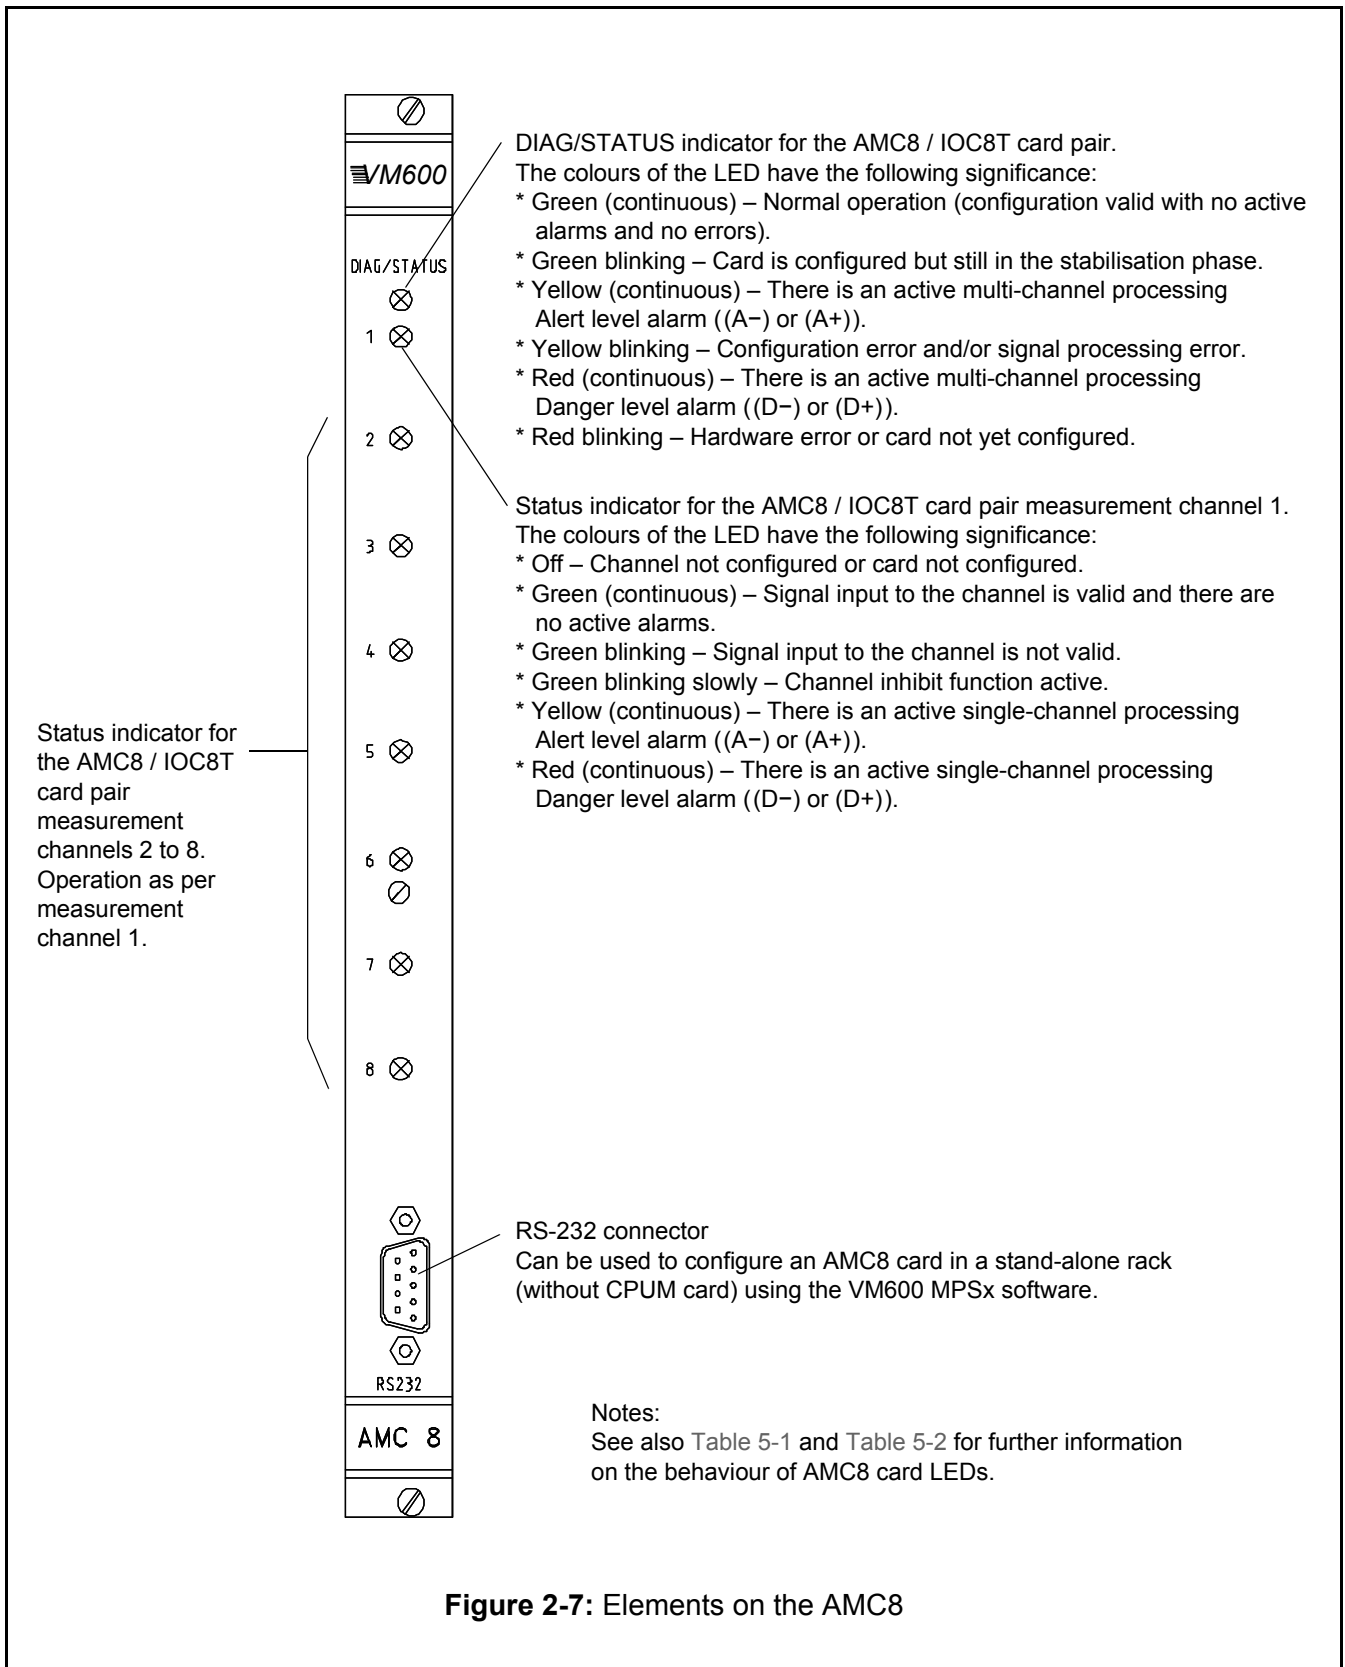 VM600
DIAG/STATUS
1
2
3
4
5
6
7
8
RS232
AMC 8
DIAG/STATUS indicator for the AMC8 / IOC8T card pair.
The colours of the LED have the following significance:
* Green (continuous) – Normal operation (configuration valid with no active
alarms and no errors).
* Green blinking – Card is configured but still in the stabilisation phase.
* Yellow (continuous) – There is an active multi-channel processing
Alert level alarm ((A−) or (A+)).
* Yellow blinking – Configuration error and/or signal processing error.
* Red (continuous) – There is an active multi-channel processing
Danger level alarm ((D−) or (D+)).
* Red blinking – Hardware error or card not yet configured.
Status indicator for the AMC8 / IOC8T card pair measurement channel 1.
The colours of the LED have the following significance:
* Off – Channel not configured or card not configured.
* Green (continuous) – Signal input to the channel is valid and there are
no active alarms.
* Green blinking – Signal input to the channel is not valid.
* Green blinking slowly – Channel inhibit function active.
* Yellow (continuous) – There is an active single-channel processing
Alert level alarm ((A−) or (A+)).
* Red (continuous) – There is an active single-channel processing
Danger level alarm ((D−) or (D+)).
Status indicator for
the AMC8 / IOC8T
card pair
measurement
channels 2 to 8.
Operation as per
measurement
channel 1.
RS-232 connector
Can be used to configure an AMC8 card in a stand-alone rack
(without CPUM card) using the VM600 MPSx software.
Notes:
See also Table 5-1 and Table 5-2 for further information
on the behaviour of AMC8 card LEDs.
Figure 2-7: Elements on the AMC8